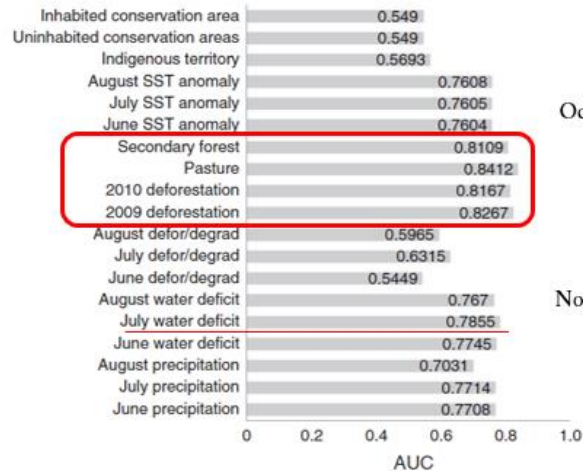 Inhabited conservation area 0.549
Uninhabited conservation areas 0.549
Indigenous territory 0.5693
August SST anomaly 0.7608
July SST anomaly 0.7605
June SST anomaly 0.7604
Secondary forest 0.8109
Pasture 0.8412
2010 deforestation 0.8167
2009 deforestation 0.8267
August defor/degrad 0.5965
July defor/degrad 0.6315
June defor/degrad 0.5449
August water deficit 0.767
July water deficit 0.7855
June water deficit 0.7745
August precipitation 0.7031
July precipitation 0.7714
June precipitation 0.7708
0 0.2 0.4 0.6 0.8 1.0
AUC